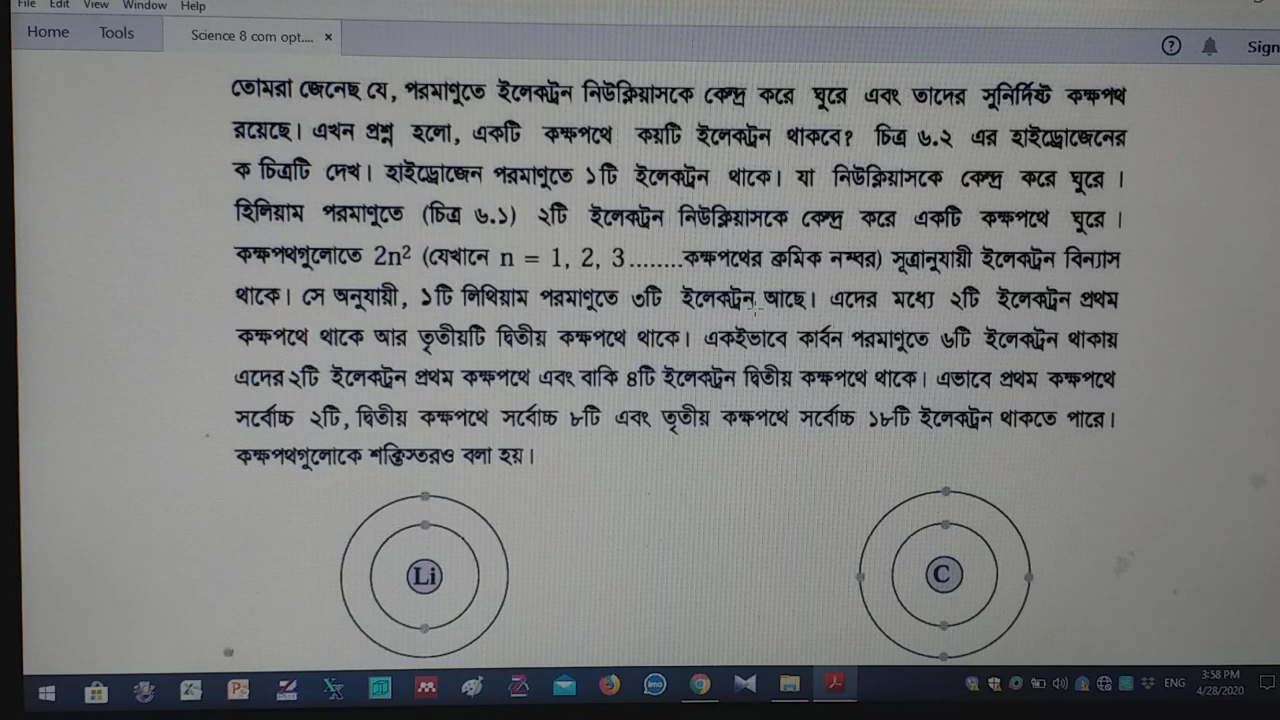 File Edit View Window Help
Home Tools Science 8 com opt.... × Sign
তোমরা জেনেছ যে, পরমাণুতে ইলেকট্রন নিউক্লিয়াসকে কেন্দ্র করে ঘুরে এবং তাদের সুনির্দিষ্ট কক্ষপথ
রয়েছে। এখন প্রশ্ন হলো, একটি কক্ষপথে কয়টি ইলেকট্রন থাকবে? চিত্র ৬.২ এর হাইড্রোজেনের
ক চিত্রটি দেখ। হাইড্রোজেন পরমাণুতে ১টি ইলেকট্রন থাকে। যা নিউক্লিয়াসকে কেন্দ্র করে ঘুরে।
হিলিয়াম পরমাণুতে (চিত্র ৬.১) ২টি ইলেকট্রন নিউক্লিয়াসকে কেন্দ্র করে একটি কক্ষপথে ঘুরে।
কক্ষপথগুলোতে 2n² (যেখানে n = 1, 2, 3........কক্ষপথের ক্রমিক নম্বর) সূত্রানুযায়ী ইলেকট্রন বিন্যাস
থাকে। সে অনুযায়ী, ১টি লিথিয়াম পরমাণুতে ৩টি ইলেকট্রন আছে। এদের মধ্যে ২টি ইলেকট্রন প্রথম
কক্ষপথে থাকে আর তৃতীয়টি দ্বিতীয় কক্ষপথে থাকে। একইভাবে কার্বন পরমাণুতে ৬টি ইলেকট্রন থাকায়
এদের ২টি ইলেকট্রন প্রথম কক্ষপথে এবং বাকি ৪টি ইলেকট্রন দ্বিতীয় কক্ষপথে থাকে। এভাবে প্রথম কক্ষপথে
সর্বোচ্চ ২টি, দ্বিতীয় কক্ষপথে সর্বোচ্চ ৮টি এবং তৃতীয় কক্ষপথে সর্বোচ্চ ১৮টি ইলেকট্রন থাকতে পারে।
কক্ষপথগুলোকে শক্তিস্তরও বলা হয়।
Li C
imo ENG 3:58 PM
4/28/2020